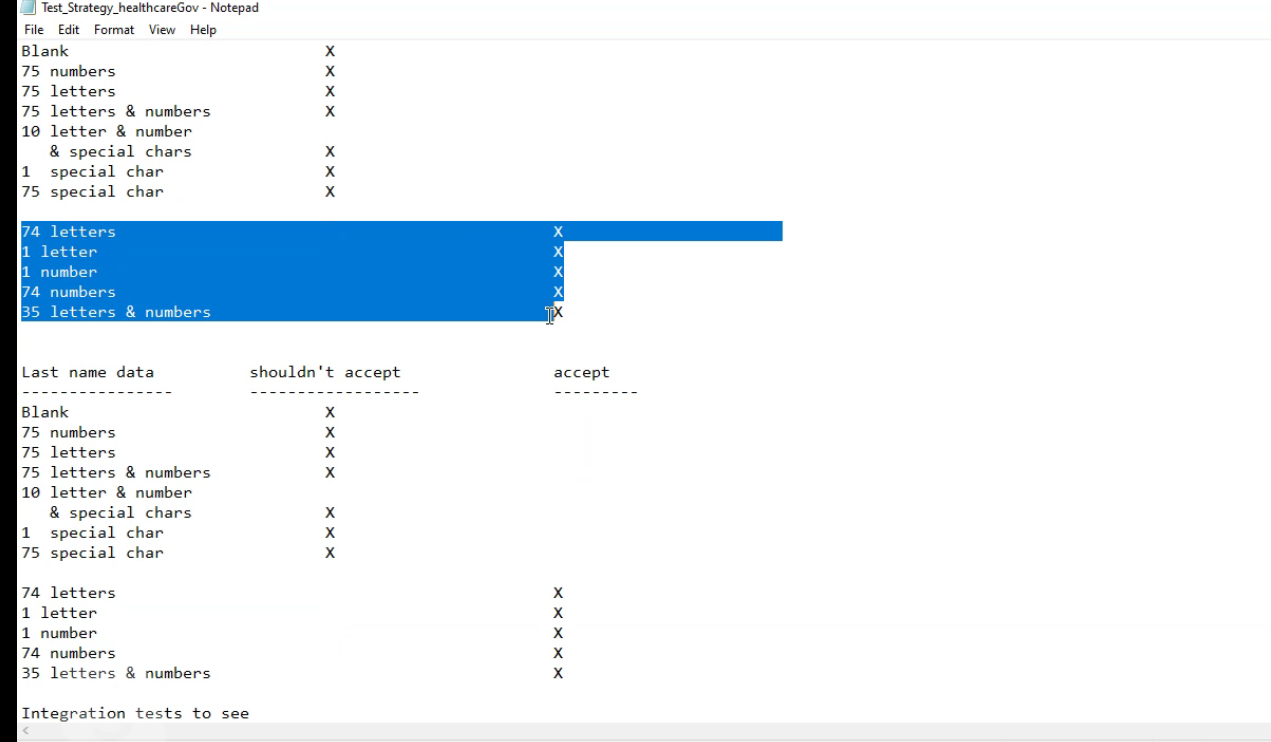 Test_Strategy_healthcareGov - Notepad
File Edit Format View Help
Blank X
75 numbers X
75 letters X
75 letters & numbers X
10 letter & number
& special chars X
1 special char X
75 special char X
74 letters X
1 letter X
1 number X
74 numbers X
35 letters & numbers X
Last name data shouldn't accept accept
---------------- ------------------ ---------
Blank X
75 numbers X
75 letters X
75 letters & numbers X
10 letter & number
& special chars X
1 special char X
75 special char X
74 letters X
1 letter X
1 number X
74 numbers X
35 letters & numbers X
Integration tests to see